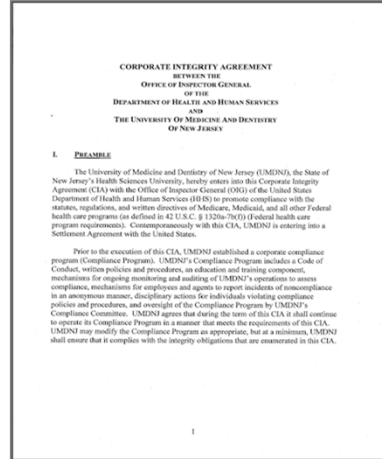 CORPORATE INTEGRITY AGREEMENT
BETWEEN THE
OFFICE OF INSPECTOR GENERAL
OF THE
DEPARTMENT OF HEALTH AND HUMAN SERVICES
AND
THE UNIVERSITY OF MEDICINE AND DENTISTRY
OF NEW JERSEY
I. PREAMBLE
The University of Medicine and Dentistry of New Jersey (UMDNJ), the State of
New Jersey's Health Sciences University, hereby enters into this Corporate Integrity
Agreement (CIA) with the Office of Inspector General (OIG) of the United States
Department of Health and Human Services (HHS) to promote compliance with the
statutes, regulations, and written directives of Medicare, Medicaid, and all other Federal
health care programs (as defined in 42 U.S.C. § 1320a-7b(f)) (Federal health care
program requirements). Contemporaneously with this CIA, UMDNJ is entering into a
Settlement Agreement with the United States.
Prior to the execution of this CIA, UMDNJ established a corporate compliance
program (Compliance Program). UMDNJ's Compliance Program includes a Code of
Conduct, written policies and procedures, an education and training component,
mechanisms for ongoing monitoring and auditing of UMDNJ's operations to assess
compliance, mechanisms for employees and agents to report incidents of noncompliance
in an anonymous manner, disciplinary actions for individuals violating compliance
policies and procedures, and oversight of the Compliance Program by UMDNJ's
Compliance Committee. UMDNJ agrees that during the term of this CIA it shall continue
to operate its Compliance Program in a manner that meets the requirements of this CIA.
UMDNJ may modify the Compliance Program as appropriate, but at a minimum, UMDNJ
shall ensure that it complies with the integrity obligations that are enumerated in this CIA.
1